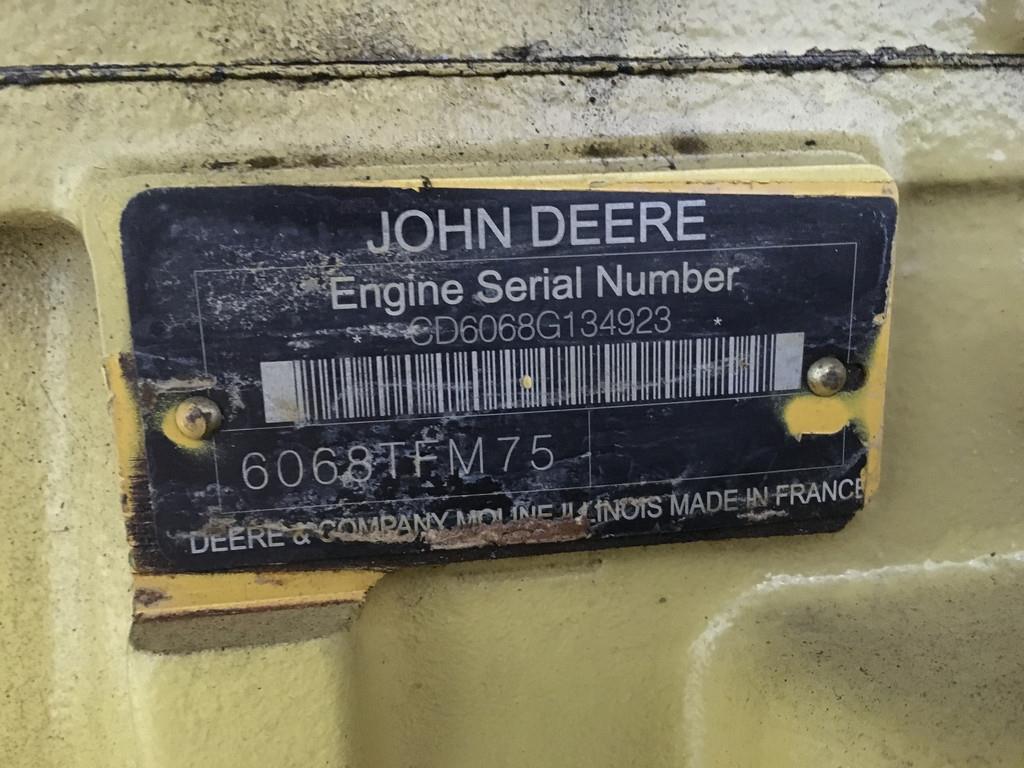 JOHN DEERE
Engine Serial Number
* CD6068G134923 *
6068TFM75
DEERE & COMPANY MOLINE ILLINOIS MADE IN FRANCE